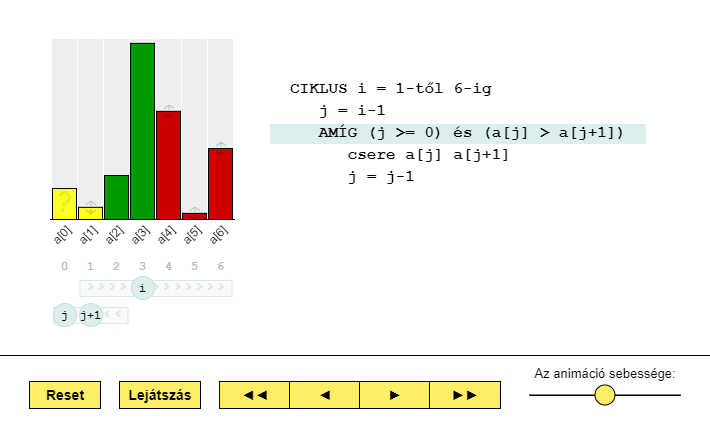 CIKLUS i = 1-től 6-ig
j = i-1
AMÍG (j >= 0) és (a[j] > a[j+1])
csere a[j] a[j+1]
j = j-1
?
a[0] a[1] a[2] a[3] a[4] a[5] a[6]
0 1 2 3 4 5 6
i
j j+1
Az animáció sebessége:
Reset Lejátszás